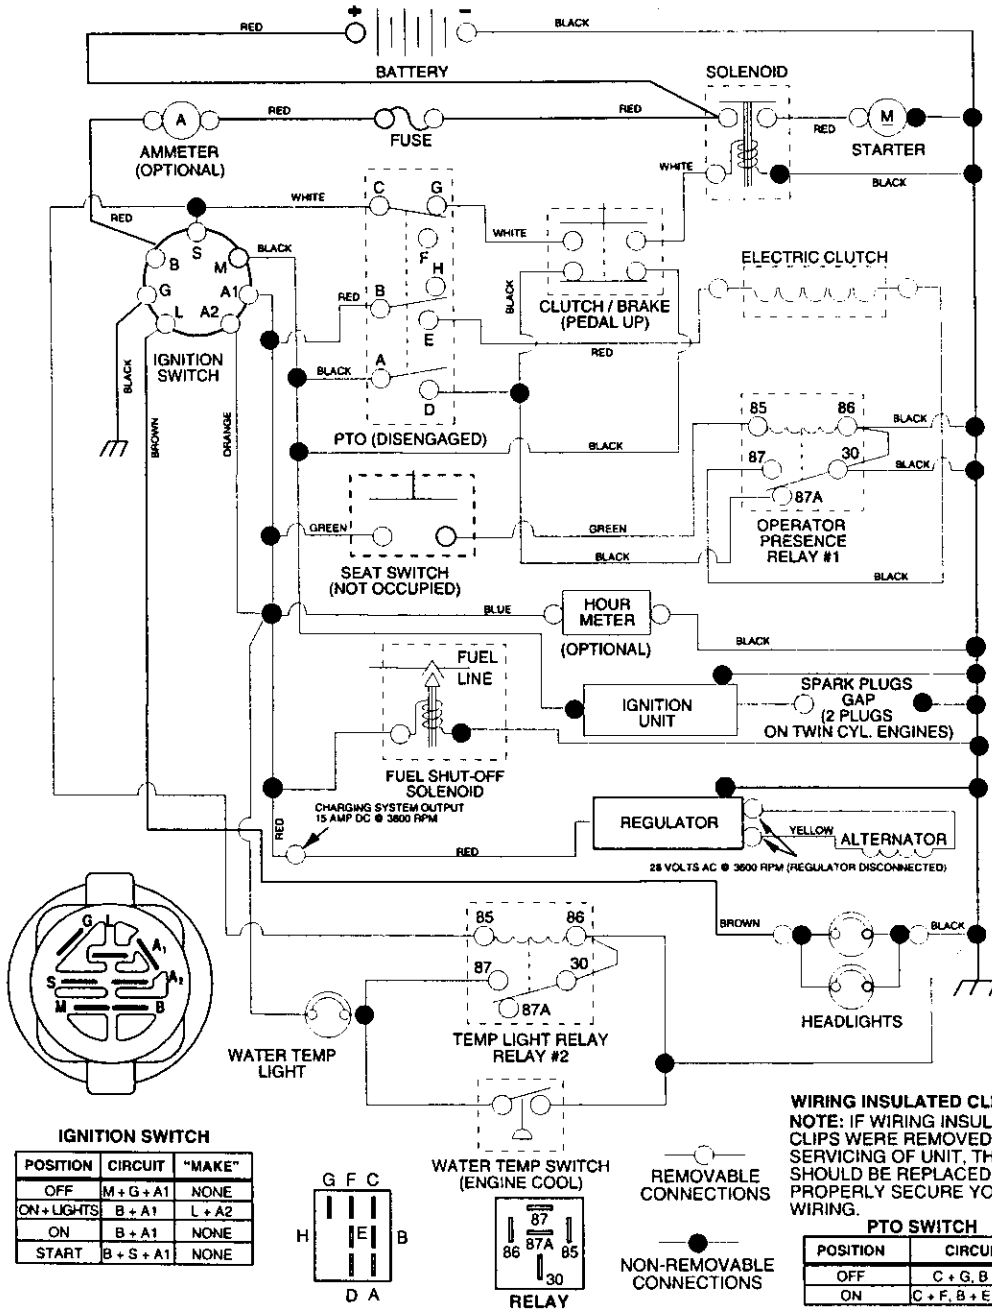 +
-
RED
BLACK
BATTERY
SOLENOID
A
RED
RED
FUSE
RED
M
AMMETER
(OPTIONAL)
STARTER
WHITE
BLACK
C
G
WHITE
RED
WHITE
S
BLACK
F
B
M
H
ELECTRIC CLUTCH
G
A1
RED
B
BLACK
CLUTCH / BRAKE
(PEDAL UP)
L
A2
E
RED
IGNITION
SWITCH
BLACK
BLACK
A
D
BROWN
ORANGE
PTO (DISENGAGED)
BLACK
85
86
BLACK
87
30
BLACK
87A
GREEN
GREEN
OPERATOR
PRESENCE
RELAY #1
BLACK
SEAT SWITCH
(NOT OCCUPIED)
BLACK
BLUE
HOUR
METER
(OPTIONAL)
BLACK
FUEL
LINE
IGNITION
UNIT
SPARK PLUGS
GAP
(2 PLUGS
ON TWIN CYL. ENGINES)
FUEL SHUT-OFF
SOLENOID
CHARGING SYSTEM OUTPUT
15 AMP DC @ 3600 RPM
RED
RED
REGULATOR
YELLOW
ALTERNATOR
28 VOLTS AC @ 3600 RPM (REGULATOR DISCONNECTED)
G
L
A1
A2
S
M
B
85
86
87
30
87A
BROWN
BLACK
HEADLIGHTS
WATER TEMP
LIGHT
TEMP LIGHT RELAY
RELAY #2
WATER TEMP SWITCH
(ENGINE COOL)
IGNITION SWITCH
POSITION CIRCUIT "MAKE"
OFF M + G + A1 NONE
ON + LIGHTS B + A1 L + A2
ON B + A1 NONE
START B + S + A1 NONE
G F C
H E B
D A
87
87A
86
85
30
RELAY
REMOVABLE
CONNECTIONS
NON-REMOVABLE
CONNECTIONS
WIRING INSULATED CLI
NOTE: IF WIRING INSUL
CLIPS WERE REMOVED
SERVICING OF UNIT, TH
SHOULD BE REPLACED
PROPERLY SECURE YO
WIRING.
PTO SWITCH
POSITION CIRCUI
OFF C + G, B
ON C + F, B + E